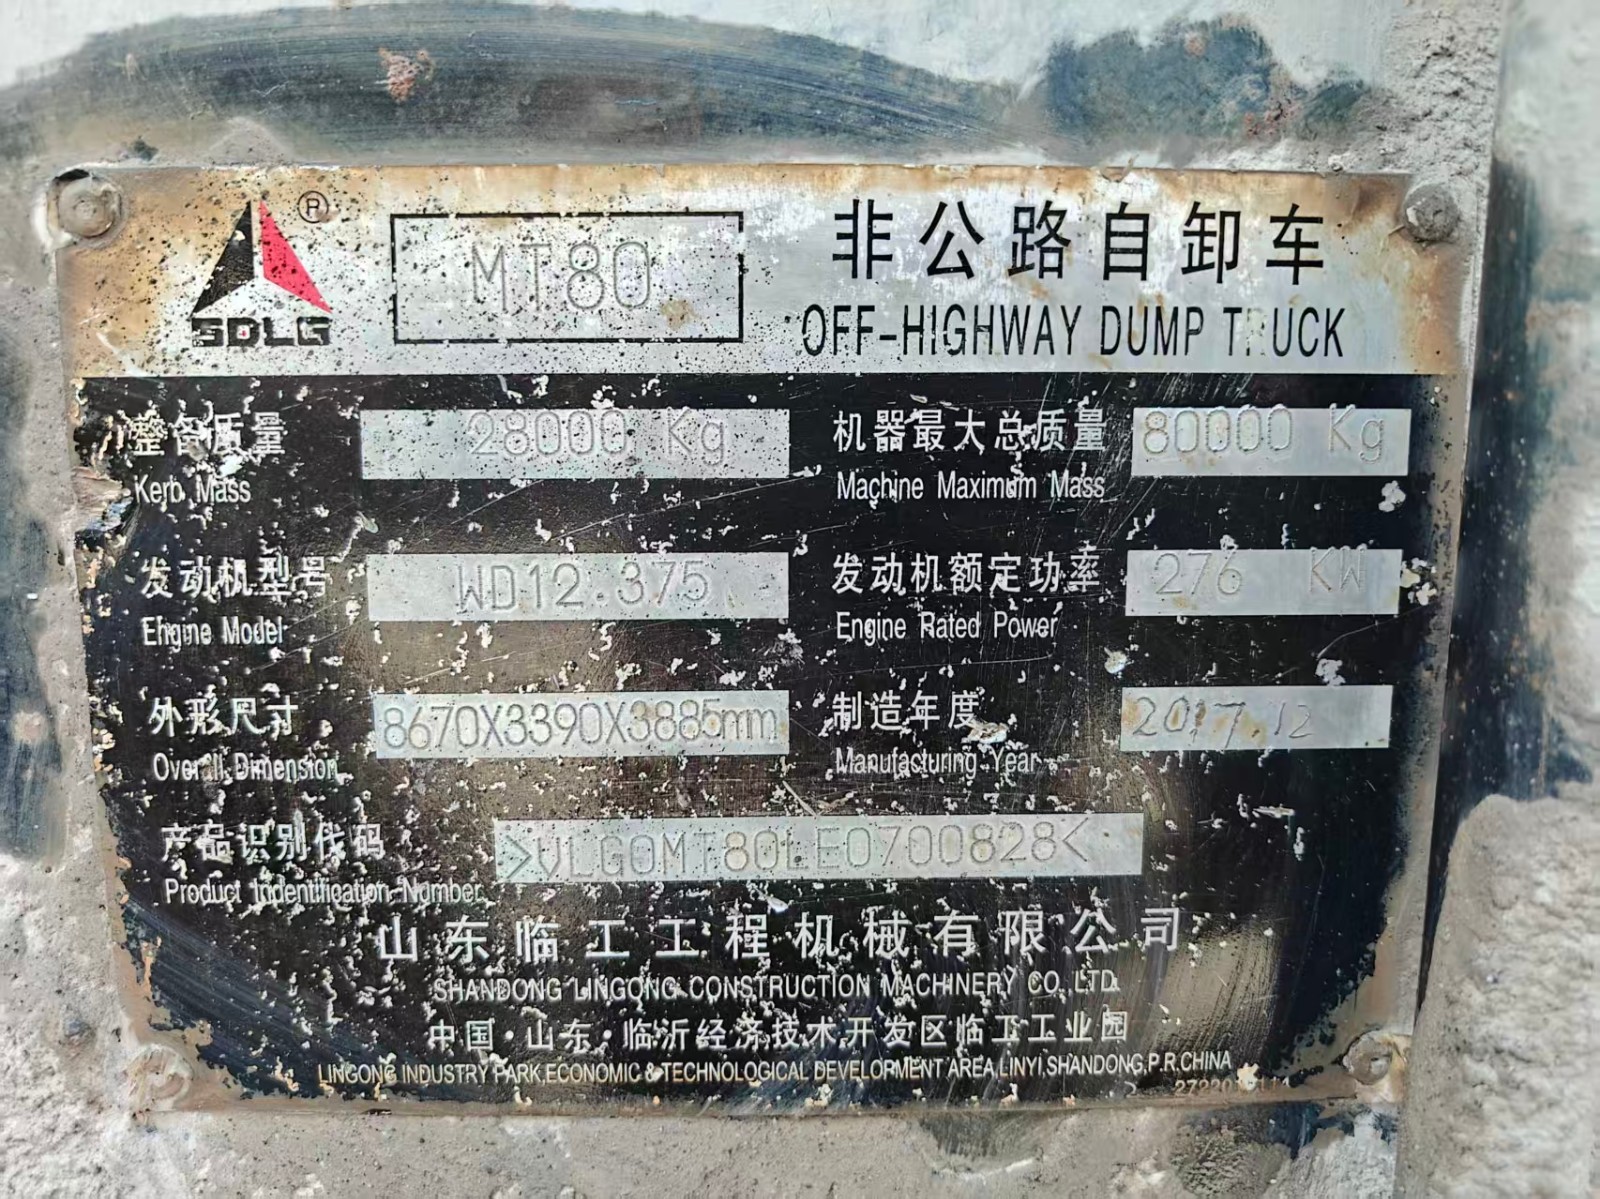 SDLG ® MT80 非公路自卸车
OFF-HIGHWAY DUMP TRUCK
整备质量 28000 Kg 机器最大总质量 80000 Kg
Kerb Mass Machine Maximum Mass
发动机型号 WD12.375 发动机额定功率 276 KW
Engine Model Engine Rated Power
外形尺寸 8670X3390X3885mm 制造年度 2017.12
Overall Dimension Manufacturing Year
产品识别代码 >VLG0MT80LE0700828<
Product Indentification Number
山东临工工程机械有限公司
SHANDONG LINGONG CONSTRUCTION MACHINERY CO.,LTD.
中国·山东·临沂经济技术开发区临工工业园
LINGONG INDUSTRY PARK,ECONOMIC & TECHNOLOGICAL DEVELOPMENT AREA,LINYI,SHANDONG,P.R.CHINA